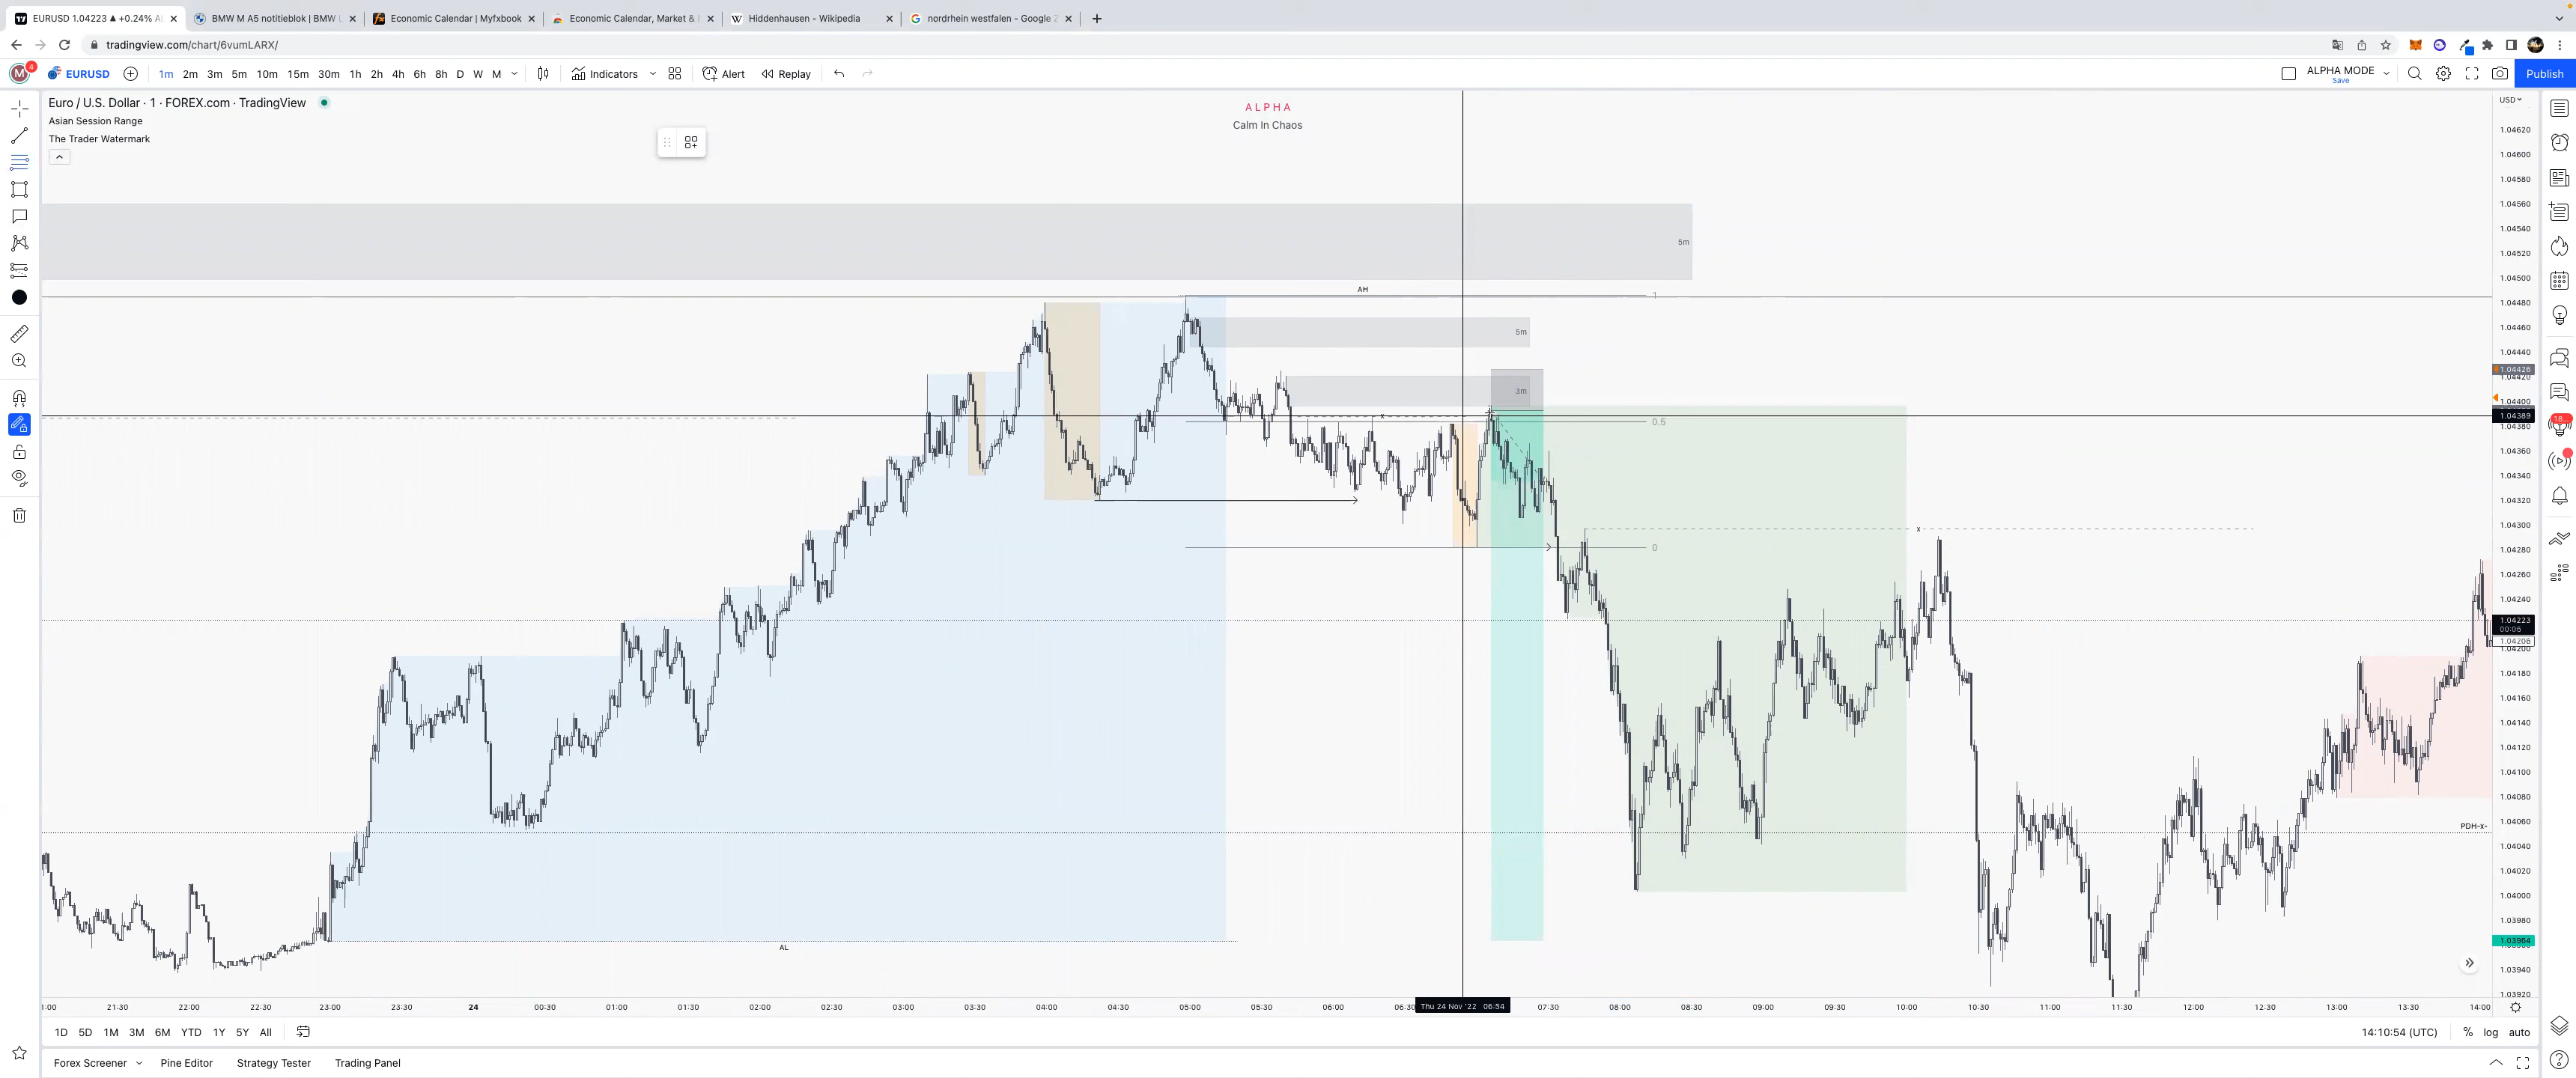 EURUSD 1.04223 ▲ +0.24% Al
BMW M A5 notitieblok | BMW L
Economic Calendar | Myfxbook
Economic Calendar, Market &
Hiddenhausen - Wikipedia
nordrhein westfalen - Google Z
tradingview.com/chart/6vumLARX/
M 4 EURUSD 1m 2m 3m 5m 10m 15m 30m 1h 2h 4h 6h 8h D W M Indicators Alert Replay
ALPHA MODE
Save
Publish
Euro / U.S. Dollar · 1 · FOREX.com · TradingView
Asian Session Range
The Trader Watermark
ALPHA
Calm In Chaos
USD
1.04620
1.04600
1.04580
1.04560
1.04540
1.04520
1.04500
1.04480
1.04460
1.04440
1.04426
1.04420
1.04400
1.04389
1.04380
1.04360
1.04340
1.04320
1.04300
1.04280
1.04260
1.04240
1.04223
00:06
1.04206
1.04200
1.04180
1.04160
1.04140
1.04120
1.04100
1.04080
1.04060
1.04040
1.04020
1.04000
1.03980
1.03964
1.03940
1.03920
5m
AH
1
5m
3m
x
0.5
x
0
PDH-x-
AL
1:00 21:30 22:00 22:30 23:00 23:30 24 00:30 01:00 01:30 02:00 02:30 03:00 03:30 04:00 04:30 05:00 05:30 06:00 06:30 Thu 24 Nov '22 06:54 07:30 08:00 08:30 09:00 09:30 10:00 10:30 11:00 11:30 12:00 12:30 13:00 13:30 14:00
1D 5D 1M 3M 6M YTD 1Y 5Y All
14:10:54 (UTC) % log auto
Forex Screener Pine Editor Strategy Tester Trading Panel